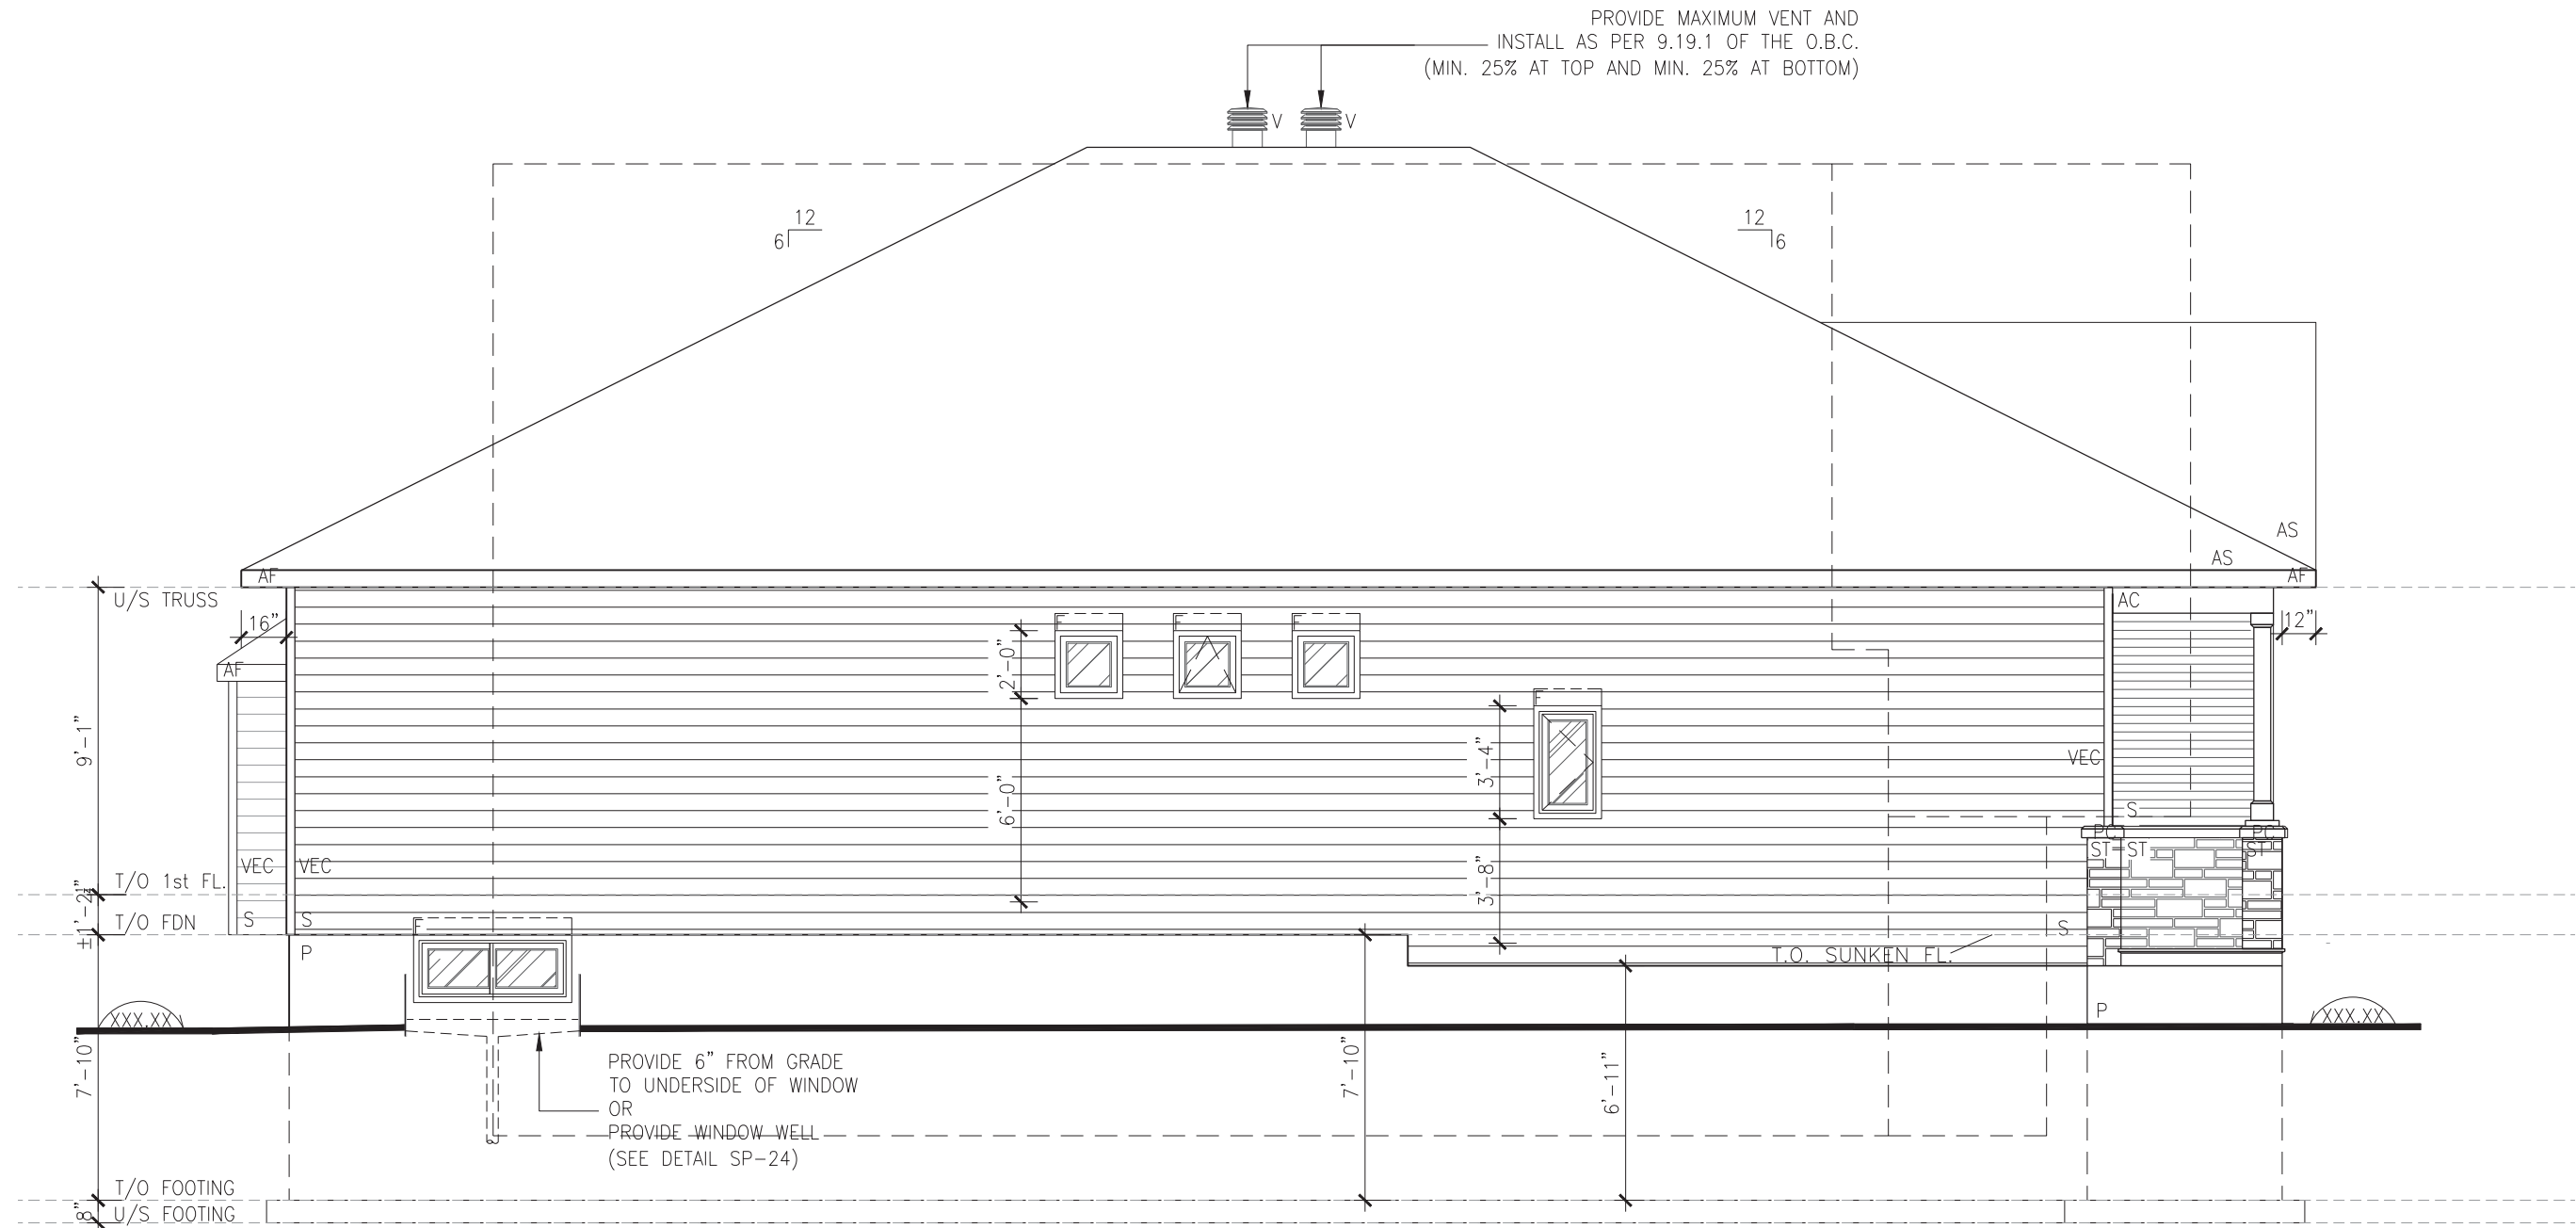 PROVIDE MAXIMUM VENT AND
INSTALL AS PER 9.19.1 OF THE O.B.C.
(MIN. 25% AT TOP AND MIN. 25% AT BOTTOM)
V
V
12
6
12
6
AS
AS
AF
AF
U/S TRUSS
AC
16"
12"
F
F
F
2'-0"
AF
F
9'-1"
3'-4"
VEC
6'-0"
S
PC
PC
ST
ST
ST
VEC
VEC
3'-8"
T/O 1st FL.
±1'-2½"
T/O FDN
S
S
F
S
P
T.O. SUNKEN FL.
P
XXX.XX
XXX.XX
7'-10"
PROVIDE 6" FROM GRADE
TO UNDERSIDE OF WINDOW
OR
PROVIDE WINDOW WELL
(SEE DETAIL SP-24)
7'-10"
6'-11"
T/O FOOTING
8"
U/S FOOTING